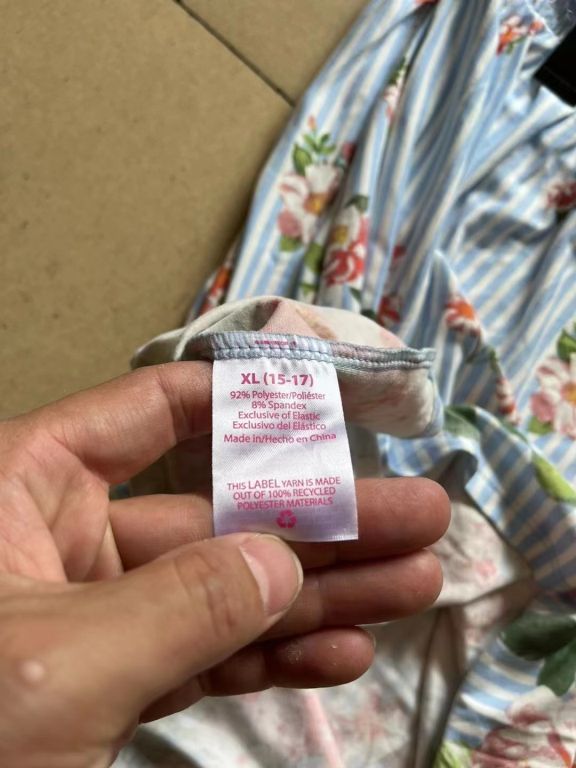 XL (15-17)
92% Polyester/Poliéster
8% Spandex
Exclusive of Elastic
Exclusivo del Elástico
Made in/Hecho en China
THIS LABEL YARN IS MADE
OUT OF 100% RECYCLED
POLYESTER MATERIALS